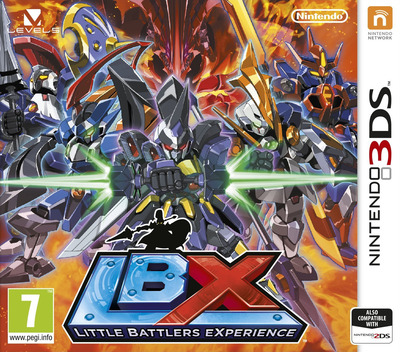 LEVEL5
Nintendo
NINTENDO
NETWORK
NINTENDO 3DS
LBX
LITTLE BATTLERS EXPERIENCE
7
www.pegi.info
ALSO
COMPATIBLE
WITH
NINTENDO 2DS